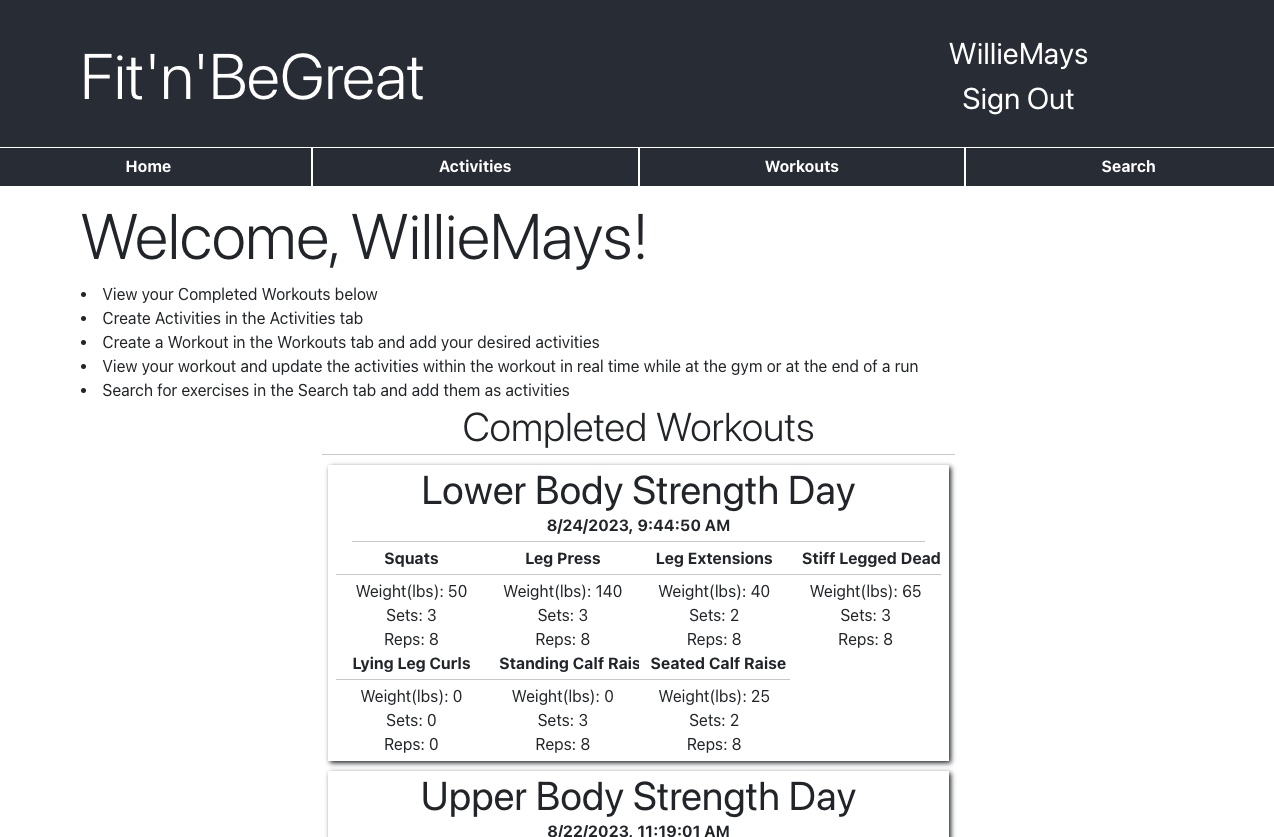 Fit'n'BeGreat
WillieMays
Sign Out
Home Activities Workouts Search
Welcome, WillieMays!
• View your Completed Workouts below
• Create Activities in the Activities tab
• Create a Workout in the Workouts tab and add your desired activities
• View your workout and update the activities within the workout in real time while at the gym or at the end of a run
• Search for exercises in the Search tab and add them as activities
Completed Workouts
Lower Body Strength Day
8/24/2023, 9:44:50 AM
Squats Leg Press Leg Extensions Stiff Legged Dead
Weight(lbs): 50 Weight(lbs): 140 Weight(lbs): 40 Weight(lbs): 65
Sets: 3 Sets: 3 Sets: 2 Sets: 3
Reps: 8 Reps: 8 Reps: 8 Reps: 8
Lying Leg Curls Standing Calf Rais Seated Calf Raise
Weight(lbs): 0 Weight(lbs): 0 Weight(lbs): 25
Sets: 0 Sets: 3 Sets: 2
Reps: 0 Reps: 8 Reps: 8
Upper Body Strength Day
8/22/2023, 11:19:01 AM